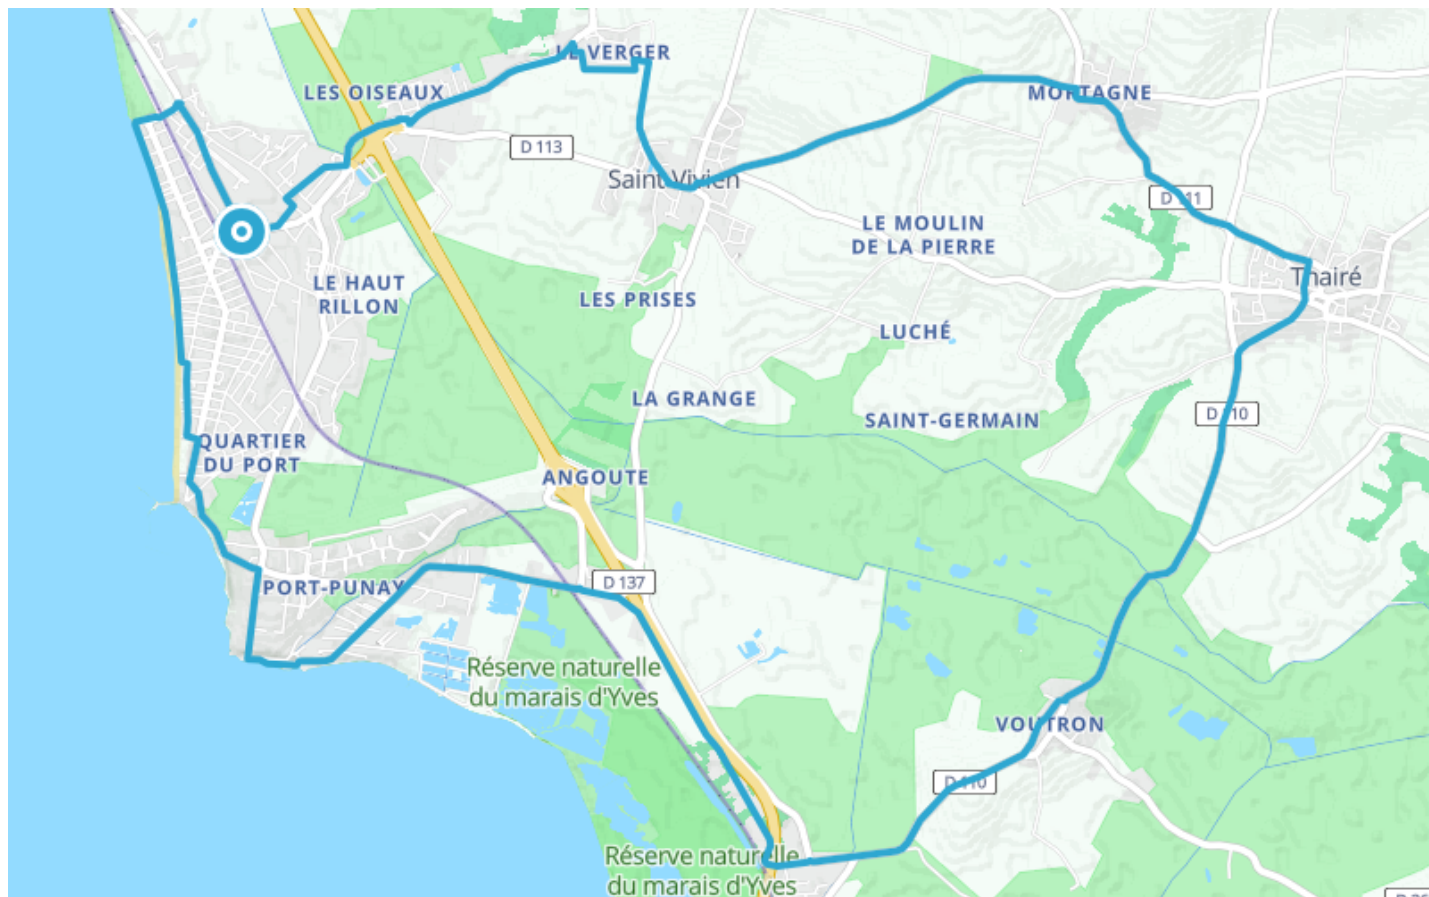 LE VERGER
LES OISEAUX
MORTAGNE
D 113
Saint-Vivien
D 111
LE MOULIN
DE LA PIERRE
LE HAUT
RILLON
Thairé
LES PRISES
LUCHÉ
LA GRANGE
D 110
SAINT-GERMAIN
QUARTIER
DU PORT
ANGOUTE
D 137
PORT-PUNAY
Réserve naturelle
du marais d'Yves
VOUTRON
D 110
Réserve naturelle
du marais d'Yves